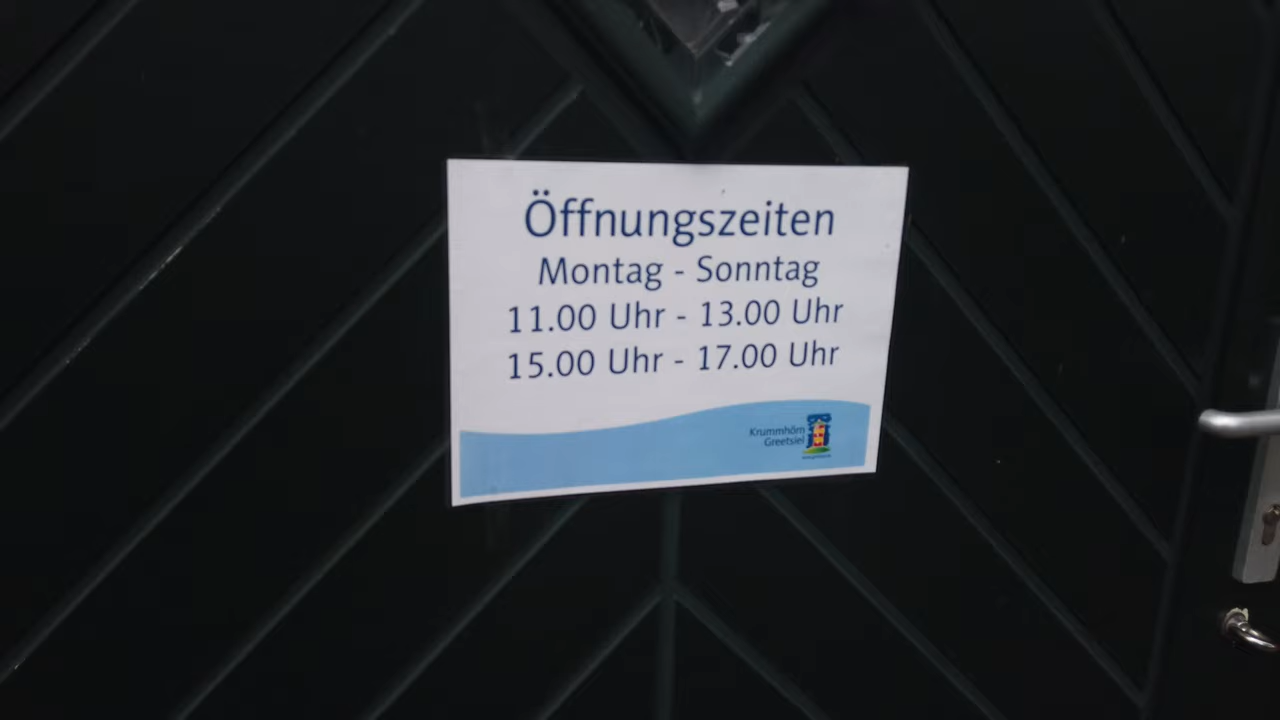 Öffnungszeiten
Montag - Sonntag
11.00 Uhr - 13.00 Uhr
15.00 Uhr - 17.00 Uhr
Krummhörn
Greetsiel